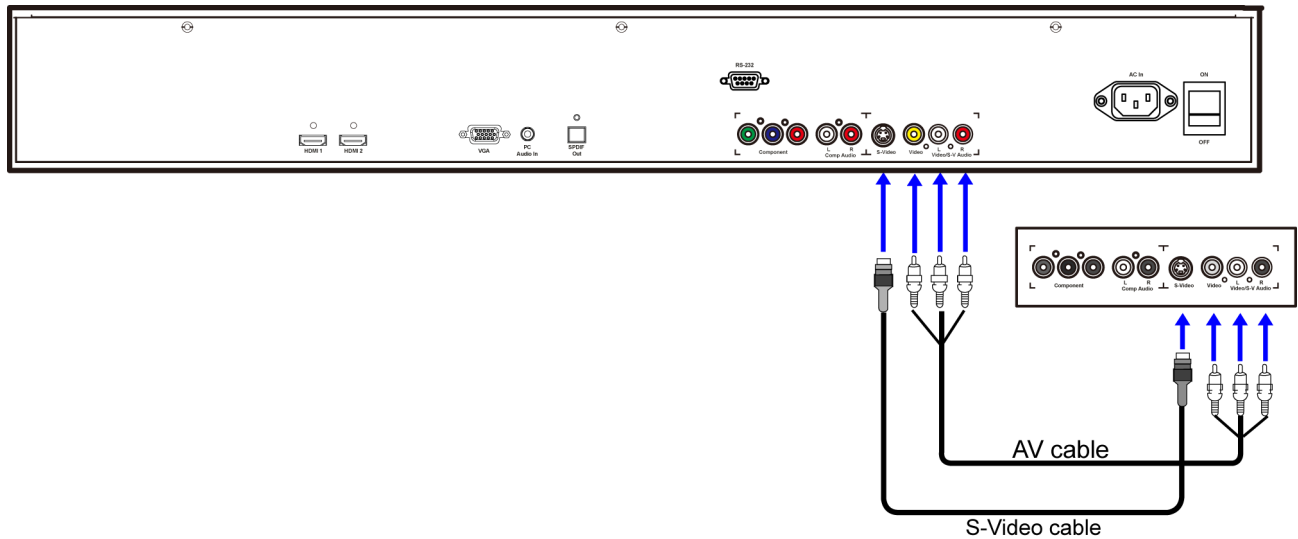 RS-232
AC In
ON
OFF
HDMI 1
HDMI 2
VGA
PC
Audio In
SPDIF
Out
Component
L R
Comp Audio
S-Video
Video
L R
Video/S-V Audio
Component
L R
Comp Audio
S-Video
Video
L R
Video/S-V Audio
AV cable
S-Video cable